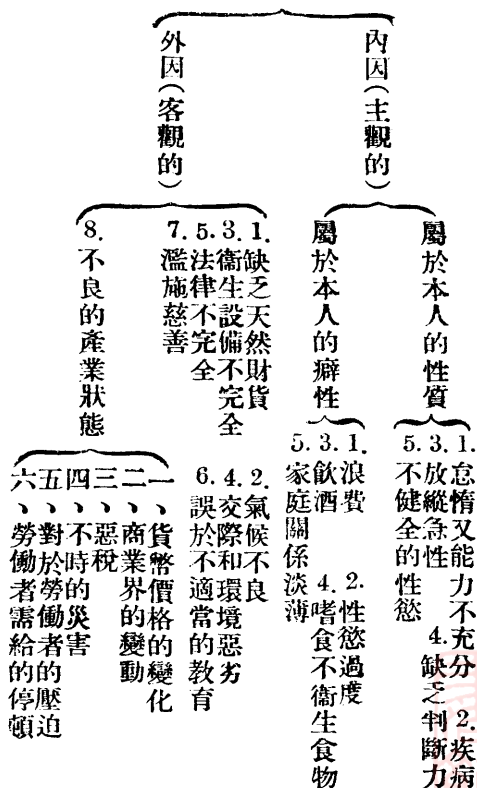 內因(主觀的)
屬於本人的性質
1.怠惰又能力不充分 2.疾病
3.放縱急性 4.缺乏判斷力
5.不健全的性慾
屬於本人的癖性
1.浪費 2.性慾過度
3.飲酒 4.嗜食不衞生食物
5.家庭關係淡薄
外因(客觀的)
1.缺乏天然財貨 2.氣候不良
3.衞生設備不完全 4.交際和環境惡劣
5.法律不完全 6.誤於不適當的教育
7.濫施慈善
8.不良的產業狀態
一、貨幣價格的變化
二、商業界的變動
三、惡稅
四、不時的災害
五、對於勞働者的壓迫
六、勞働者需給的停頓